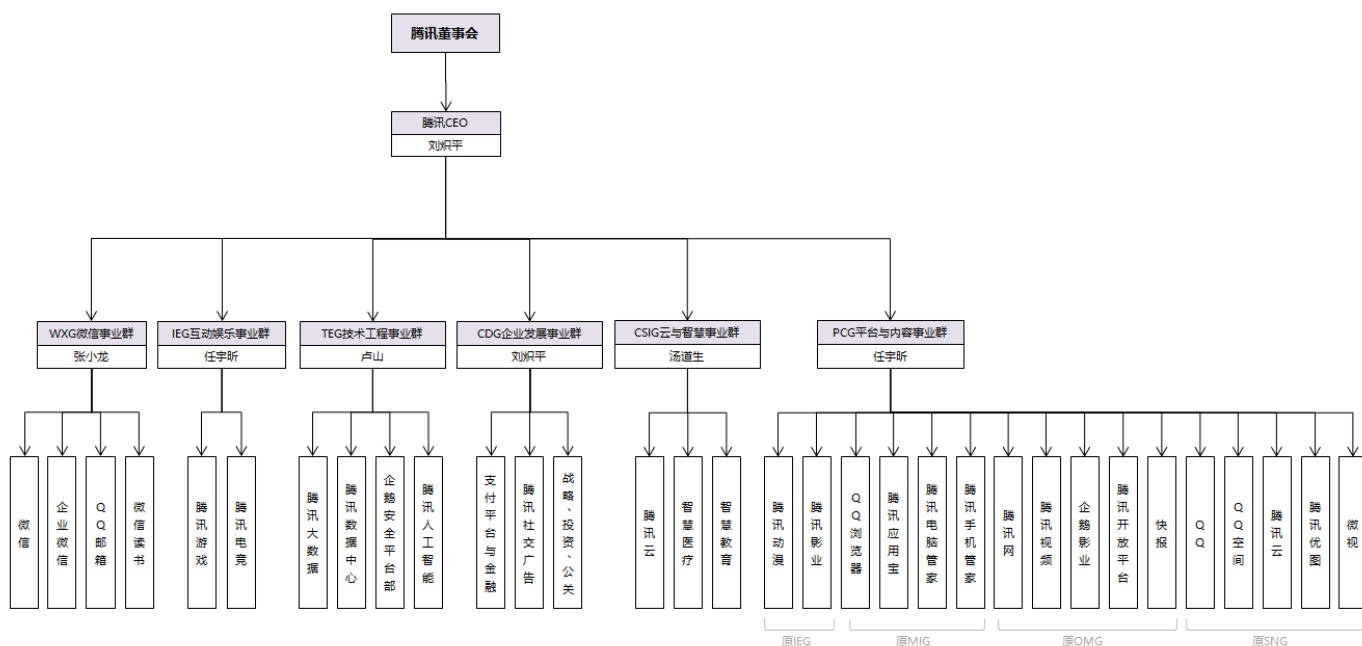 腾讯董事会
腾讯CEO
刘炽平
WXG微信事业群
张小龙
IEG互动娱乐事业群
任宇昕
TEG技术工程事业群
卢山
CDG企业发展事业群
刘炽平
CSIG云与智慧事业群
汤道生
PCG平台与内容事业群
任宇昕
微信
企业微信
QQ邮箱
微信读书
腾讯游戏
腾讯电竞
腾讯大数据
腾讯数据中心
企鹅安全平台部
腾讯人工智能
支付平台与金融
腾讯社交广告
战略、投资、公关
腾讯云
智慧医疗
智慧教育
腾讯动漫
腾讯影业
QQ浏览器
腾讯应用宝
腾讯电脑管家
腾讯手机管家
腾讯网
腾讯视频
企鹅影业
腾讯开放平台
快报
QQ
QQ空间
腾讯云
腾讯优图
微视
原IEG
原MIG
原OMG
原SNG